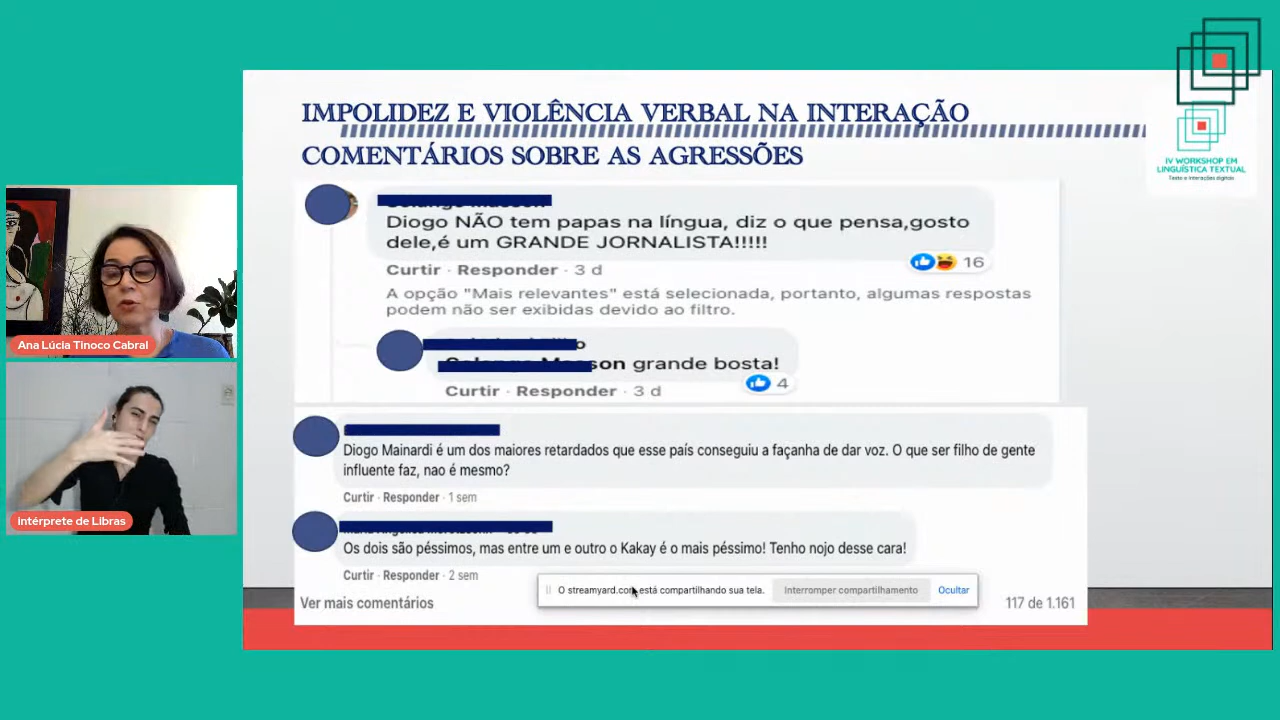 IMPOLIDEZ E VIOLÊNCIA VERBAL NA INTERAÇÃO
COMENTÁRIOS SOBRE AS AGRESSÕES
IV WORKSHOP EM
LINGUÍSTICA TEXTUAL
Texto e interações digitais
Diogo NÃO tem papas na língua, diz o que pensa,gosto
dele,é um GRANDE JORNALISTA!!!!!
16
Curtir · Responder · 3 d
A opção "Mais relevantes" está selecionada, portanto, algumas respostas
podem não ser exibidas devido ao filtro.
grande bosta!
4
Curtir · Responder · 3 d
Diogo Mainardi é um dos maiores retardados que esse país conseguiu a façanha de dar voz. O que ser filho de gente
influente faz, nao é mesmo?
Curtir · Responder · 1 sem
Os dois são péssimos, mas entre um e outro o Kakay é o mais péssimo! Tenho nojo desse cara!
Curtir · Responder · 2 sem
Ver mais comentários
117 de 1.161
O streamyard.com está compartilhando sua tela.
Interromper compartilhamento
Ocultar
Ana Lúcia Tinoco Cabral
Intérprete de Libras